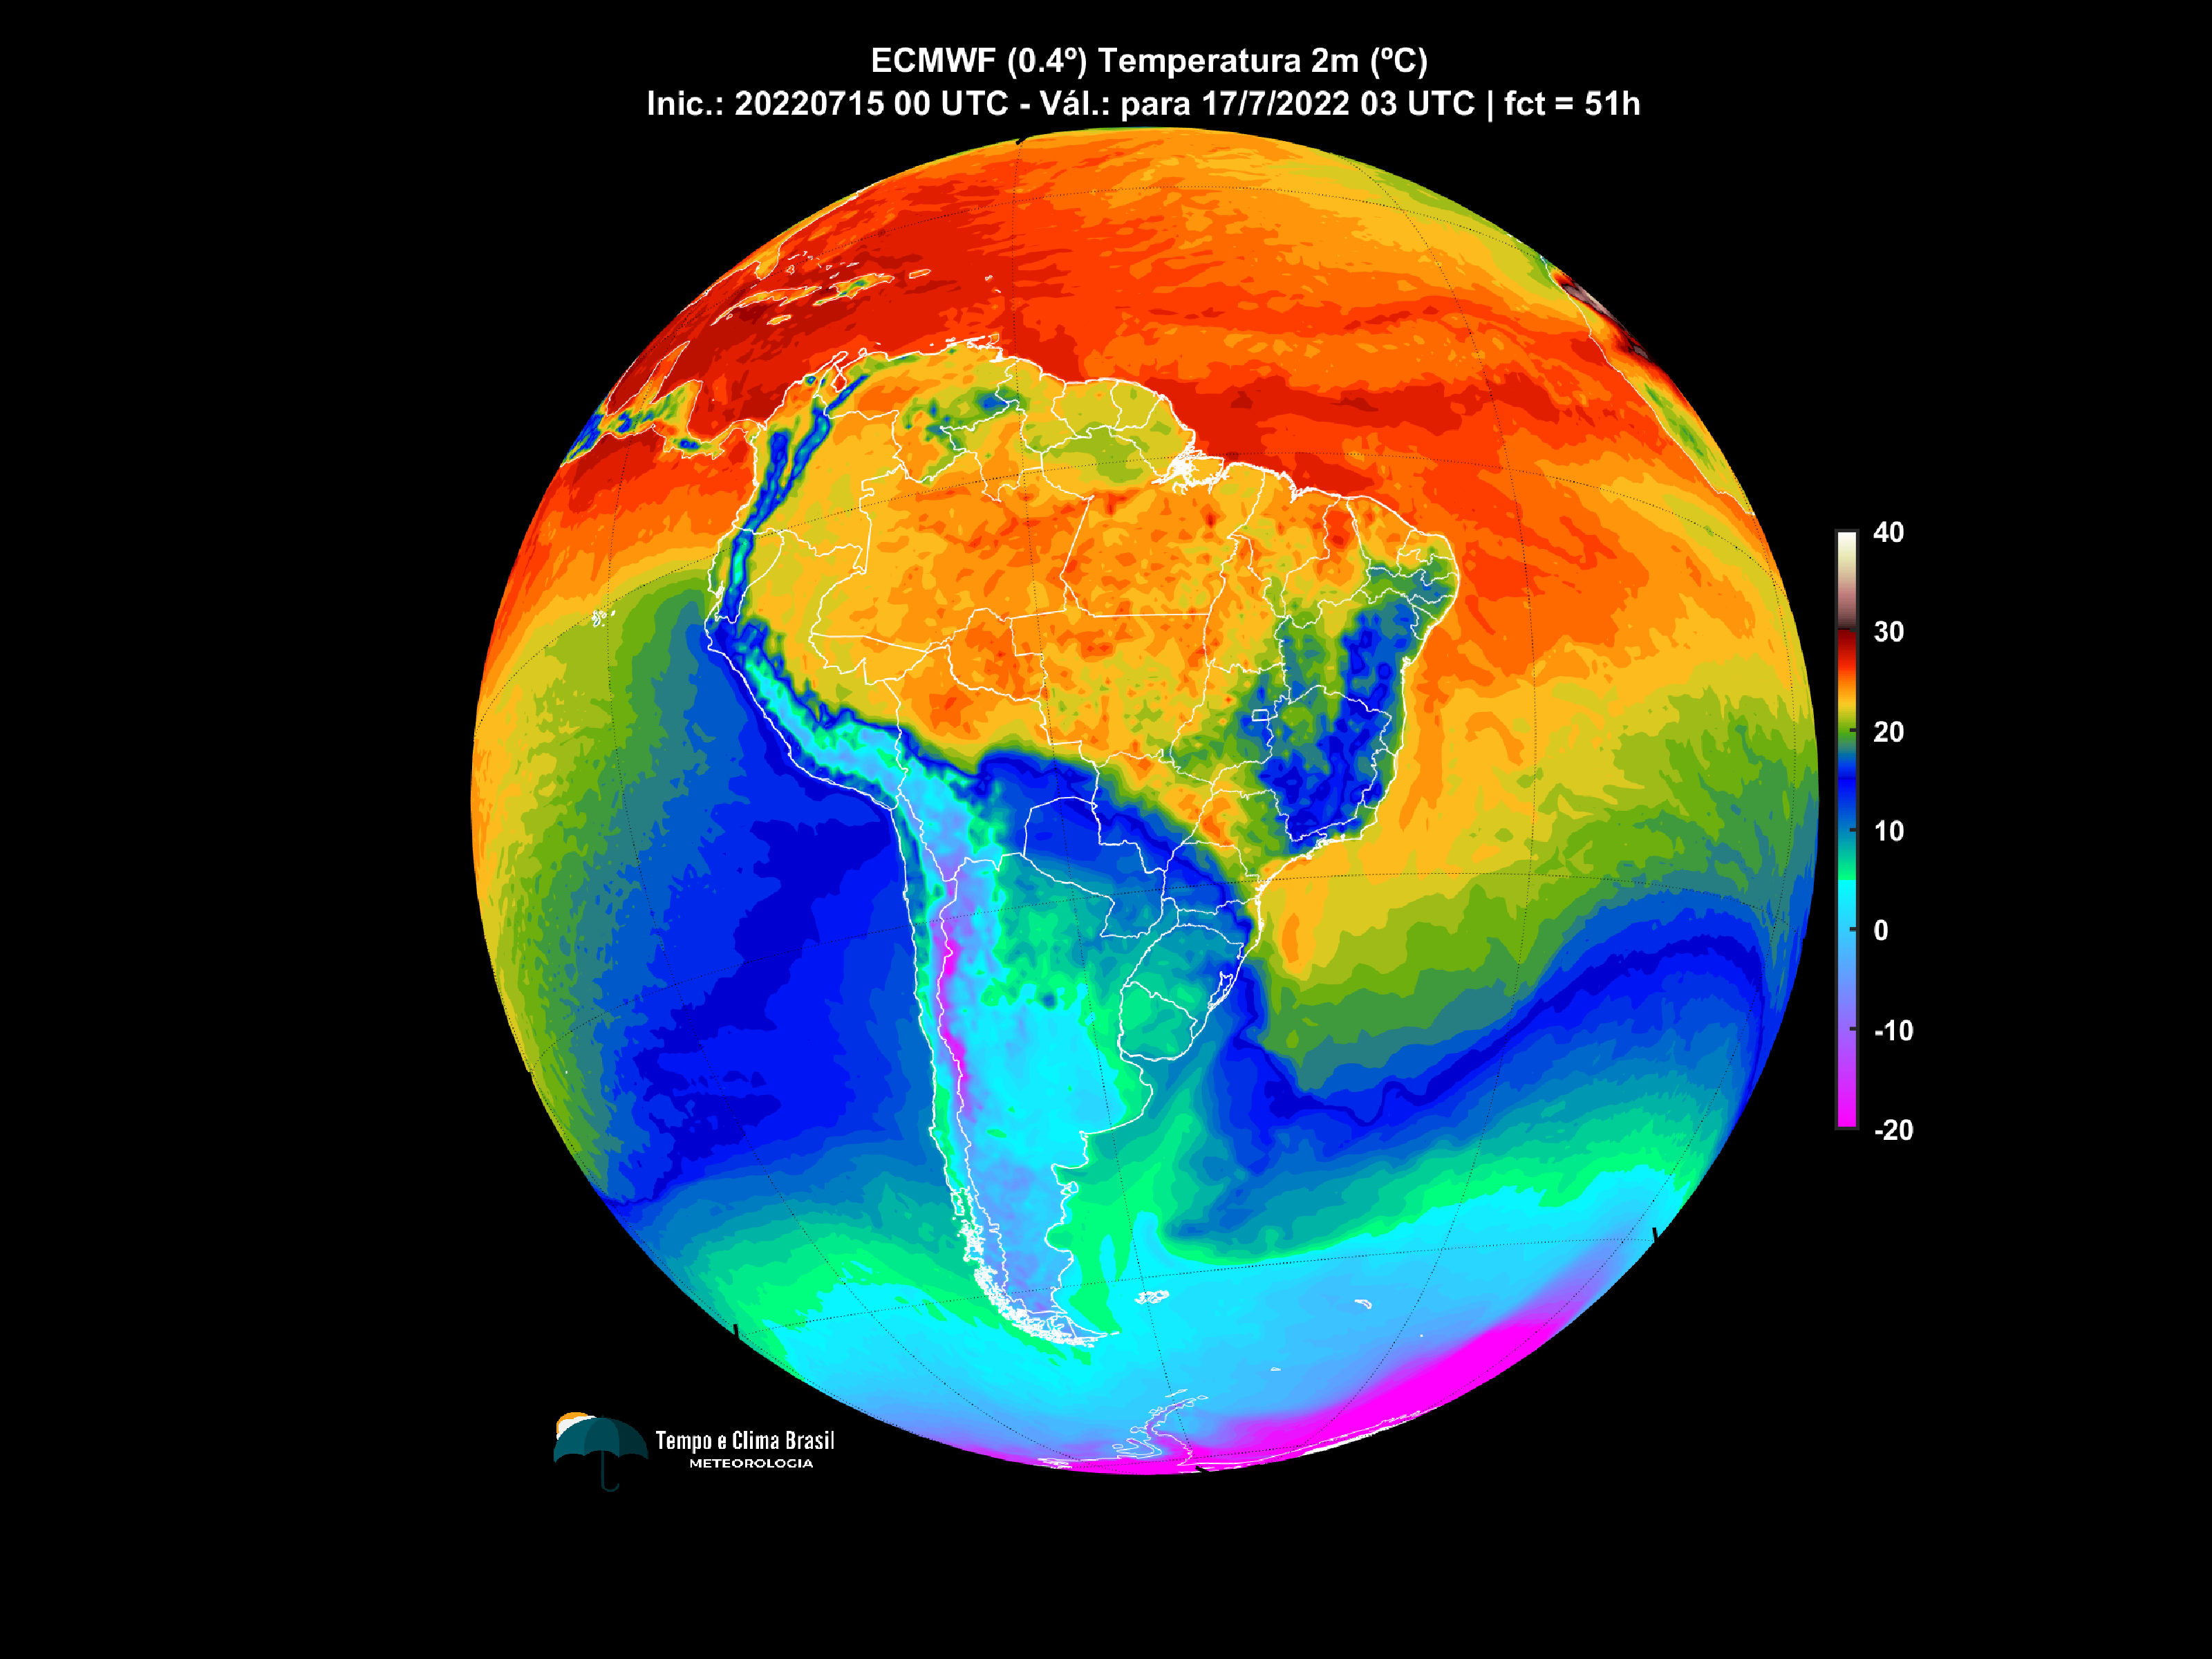 ECMWF (0.4º) Temperatura 2m (ºC)
Inic.: 20220715 00 UTC - Vál.: para 17/7/2022 03 UTC | fct = 51h
40
30
20
10
0
-10
-20
Tempo e Clima Brasil
METEOROLOGIA